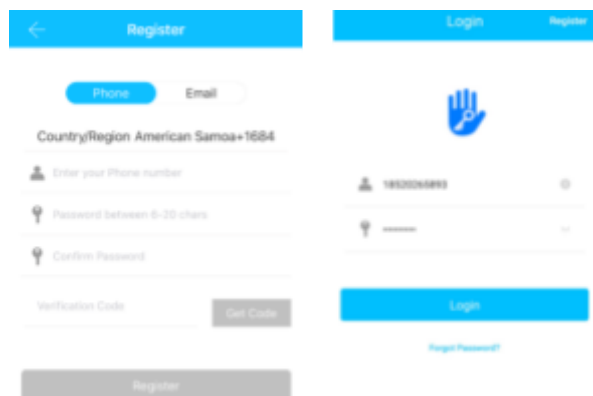 Register
Phone Email
Country/Region American Samoa+1684
Enter your Phone number
Password between 6-20 chars
Confirm Password
Verification Code Get Code
Register
Login Register
18520265893
Login
Forgot Password?